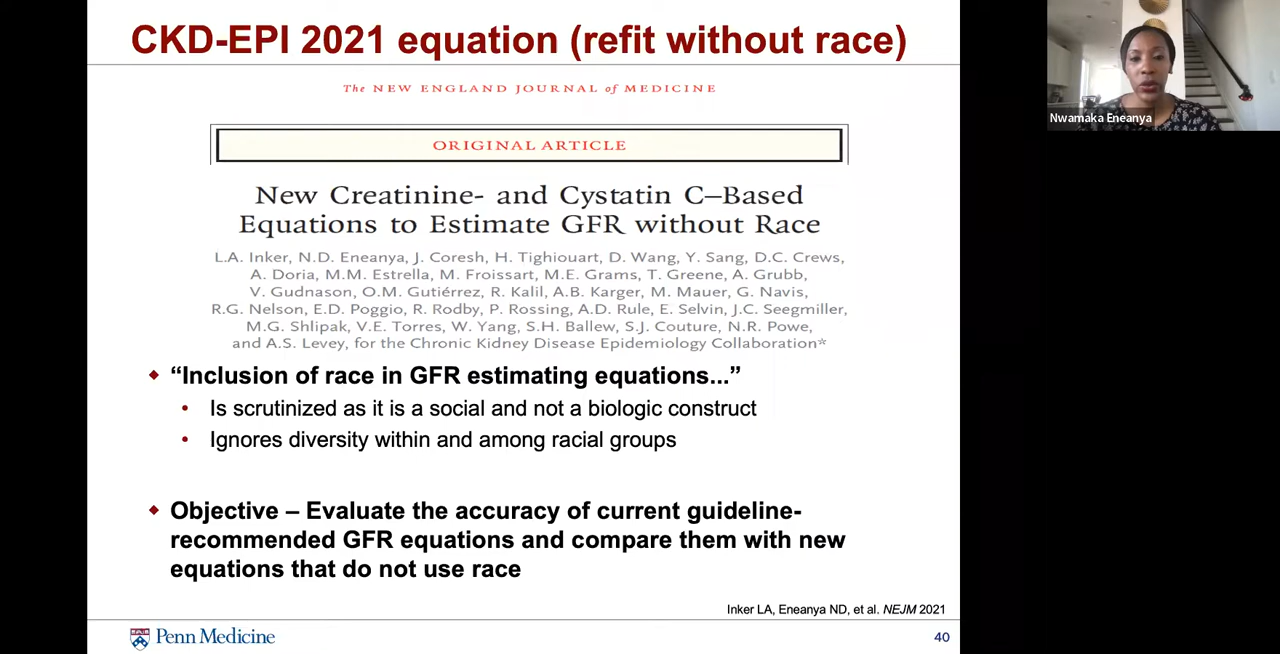 CKD-EPI 2021 equation (refit without race)
The NEW ENGLAND JOURNAL of MEDICINE
ORIGINAL ARTICLE
New Creatinine- and Cystatin C–Based
Equations to Estimate GFR without Race
L.A. Inker, N.D. Eneanya, J. Coresh, H. Tighiouart, D. Wang, Y. Sang, D.C. Crews,
A. Doria, M.M. Estrella, M. Froissart, M.E. Grams, T. Greene, A. Grubb,
V. Gudnason, O.M. Gutiérrez, R. Kalil, A.B. Karger, M. Mauer, G. Navis,
R.G. Nelson, E.D. Poggio, R. Rodby, P. Rossing, A.D. Rule, E. Selvin, J.C. Seegmiller,
M.G. Shlipak, V.E. Torres, W. Yang, S.H. Ballew, S.J. Couture, N.R. Powe,
and A.S. Levey, for the Chronic Kidney Disease Epidemiology Collaboration*
◆ “Inclusion of race in GFR estimating equations...”
• Is scrutinized as it is a social and not a biologic construct
• Ignores diversity within and among racial groups
◆ Objective – Evaluate the accuracy of current guideline-
recommended GFR equations and compare them with new
equations that do not use race
Inker LA, Eneanya ND, et al. NEJM 2021
Penn Medicine
40
Nwamaka Eneanya